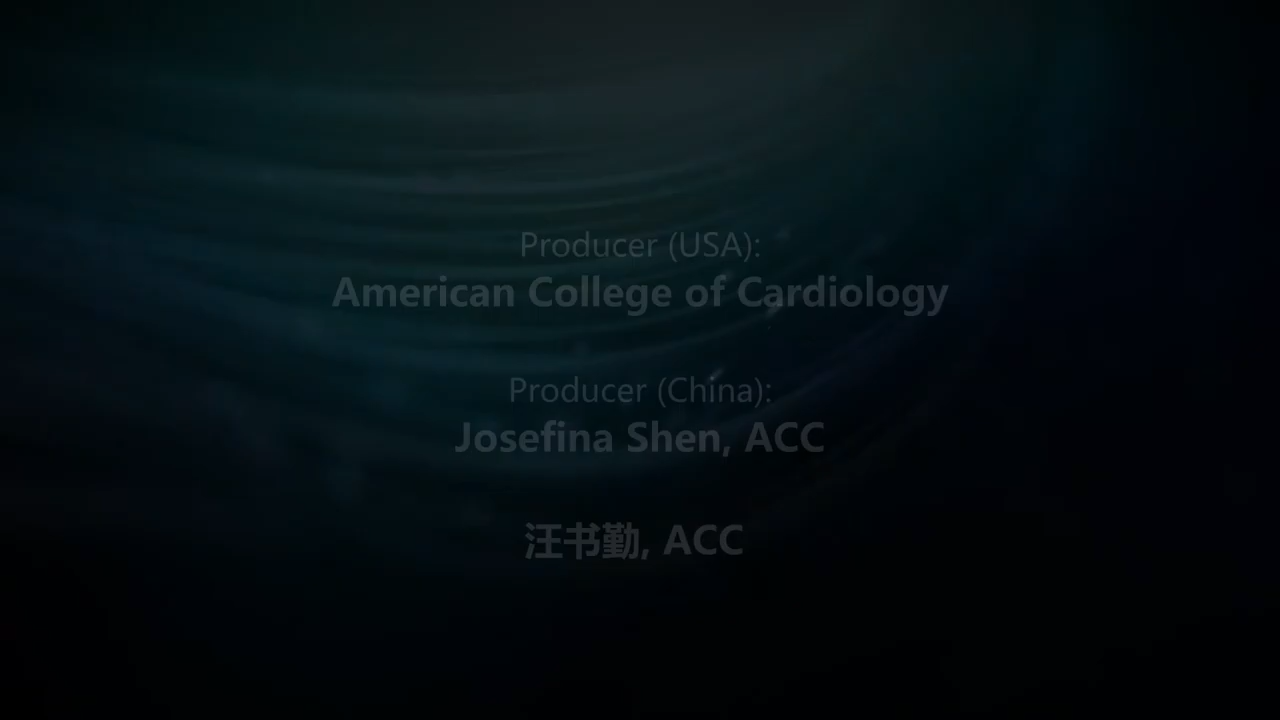 Producer (USA):
American College of Cardiology
Producer (China):
Josefina Shen, ACC
汪书勤, ACC